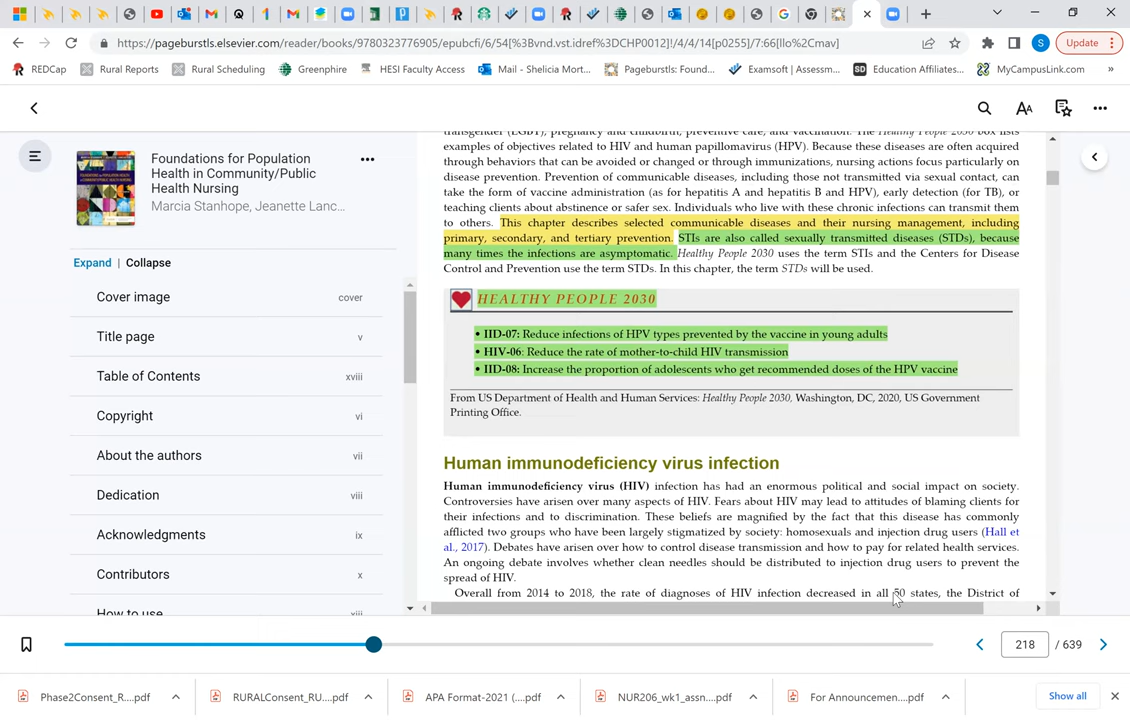 https://pageburstls.elsevier.com/reader/books/9780323776905/epubcfi/6/54[%3Bvnd.vst.idref%3DCHP0012]!/4/4/14[p0255]/7:66[llo%2Cmav]
S
Update
REDCap
Rural Reports
Rural Scheduling
Greenphire
HESI Faculty Access
Mail - Shelicia Mort...
Pageburstls: Found...
Examsoft | Assessm...
SD Education Affiliates...
MyCampusLink.com
»
AA
Foundations for Population
Health in Community/Public
Health Nursing
Marcia Stanhope, Jeanette Lanc...
Expand | Collapse
Cover image cover
Title page v
Table of Contents xviii
Copyright vi
About the authors vii
Dedication viii
Acknowledgments ix
Contributors x
How to use xiii
transgender (LGBT), pregnancy and childbirth, preventive care, and vaccination. The Healthy People 2030 box lists
examples of objectives related to HIV and human papillomavirus (HPV). Because these diseases are often acquired
through behaviors that can be avoided or changed or through immunizations, nursing actions focus particularly on
disease prevention. Prevention of communicable diseases, including those not transmitted via sexual contact, can
take the form of vaccine administration (as for hepatitis A and hepatitis B and HPV), early detection (for TB), or
teaching clients about abstinence or safer sex. Individuals who live with these chronic infections can transmit them
to others. This chapter describes selected communicable diseases and their nursing management, including
primary, secondary, and tertiary prevention. STIs are also called sexually transmitted diseases (STDs), because
many times the infections are asymptomatic. Healthy People 2030 uses the term STIs and the Centers for Disease
Control and Prevention use the term STDs. In this chapter, the term STDs will be used.
HEALTHY PEOPLE 2030
• IID-07: Reduce infections of HPV types prevented by the vaccine in young adults
• HIV-06: Reduce the rate of mother-to-child HIV transmission
• IID-08: Increase the proportion of adolescents who get recommended doses of the HPV vaccine
From US Department of Health and Human Services: Healthy People 2030, Washington, DC, 2020, US Government
Printing Office.
Human immunodeficiency virus infection
Human immunodeficiency virus (HIV) infection has had an enormous political and social impact on society.
Controversies have arisen over many aspects of HIV. Fears about HIV may lead to attitudes of blaming clients for
their infections and to discrimination. These beliefs are magnified by the fact that this disease has commonly
afflicted two groups who have been largely stigmatized by society: homosexuals and injection drug users (Hall et
al., 2017). Debates have arisen over how to control disease transmission and how to pay for related health services.
An ongoing debate involves whether clean needles should be distributed to injection drug users to prevent the
spread of HIV.
Overall from 2014 to 2018, the rate of diagnoses of HIV infection decreased in all 50 states, the District of
218 / 639
Phase2Consent_R....pdf
RURALConsent_RU....pdf
APA Format-2021 (....pdf
NUR206_wk1_assn....pdf
For Announcemen....pdf
Show all